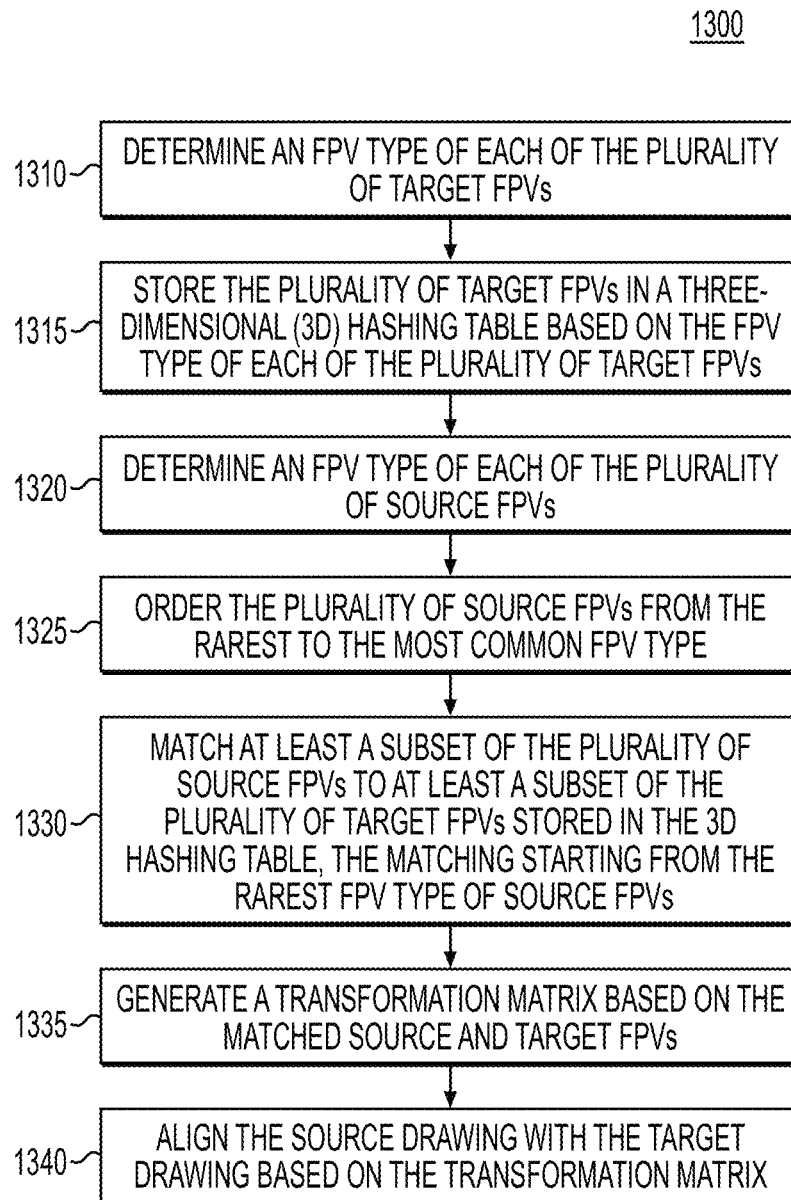 1300
1310
DETERMINE AN FPV TYPE OF EACH OF THE PLURALITY
OF TARGET FPVs
1315
STORE THE PLURALITY OF TARGET FPVs IN A THREE-
DIMENSIONAL (3D) HASHING TABLE BASED ON THE FPV
TYPE OF EACH OF THE PLURALITY OF TARGET FPVs
1320
DETERMINE AN FPV TYPE OF EACH OF THE PLURALITY
OF SOURCE FPVs
1325
ORDER THE PLURALITY OF SOURCE FPVs FROM THE
RAREST TO THE MOST COMMON FPV TYPE
1330
MATCH AT LEAST A SUBSET OF THE PLURALITY OF
SOURCE FPVs TO AT LEAST A SUBSET OF THE
PLURALITY OF TARGET FPVs STORED IN THE 3D
HASHING TABLE, THE MATCHING STARTING FROM THE
RAREST FPV TYPE OF SOURCE FPVs
1335
GENERATE A TRANSFORMATION MATRIX BASED ON THE
MATCHED SOURCE AND TARGET FPVs
1340
ALIGN THE SOURCE DRAWING WITH THE TARGET
DRAWING BASED ON THE TRANSFORMATION MATRIX